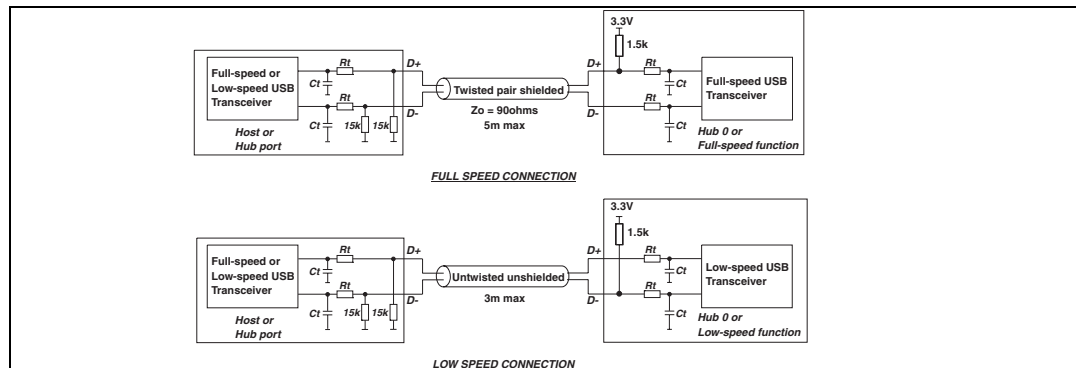 3.3V
1.5k
Full-speed or
Low-speed USB
Transceiver
Rt
Ct
Rt
Ct
15k
15k
Host or
Hub port
D+
D-
Twisted pair shielded
Zo = 90ohms
5m max
D+
D-
Rt
Ct
Rt
Ct
Full-speed USB
Transceiver
Hub 0 or
Full-speed function
FULL SPEED CONNECTION
3.3V
1.5k
Full-speed or
Low-speed USB
Transceiver
Rt
Ct
Rt
Ct
15k
15k
Host or
Hub port
D+
D-
Untwisted unshielded
3m max
D+
D-
Rt
Ct
Rt
Ct
Low-speed USB
Transceiver
Hub 0 or
Low-speed function
LOW SPEED CONNECTION